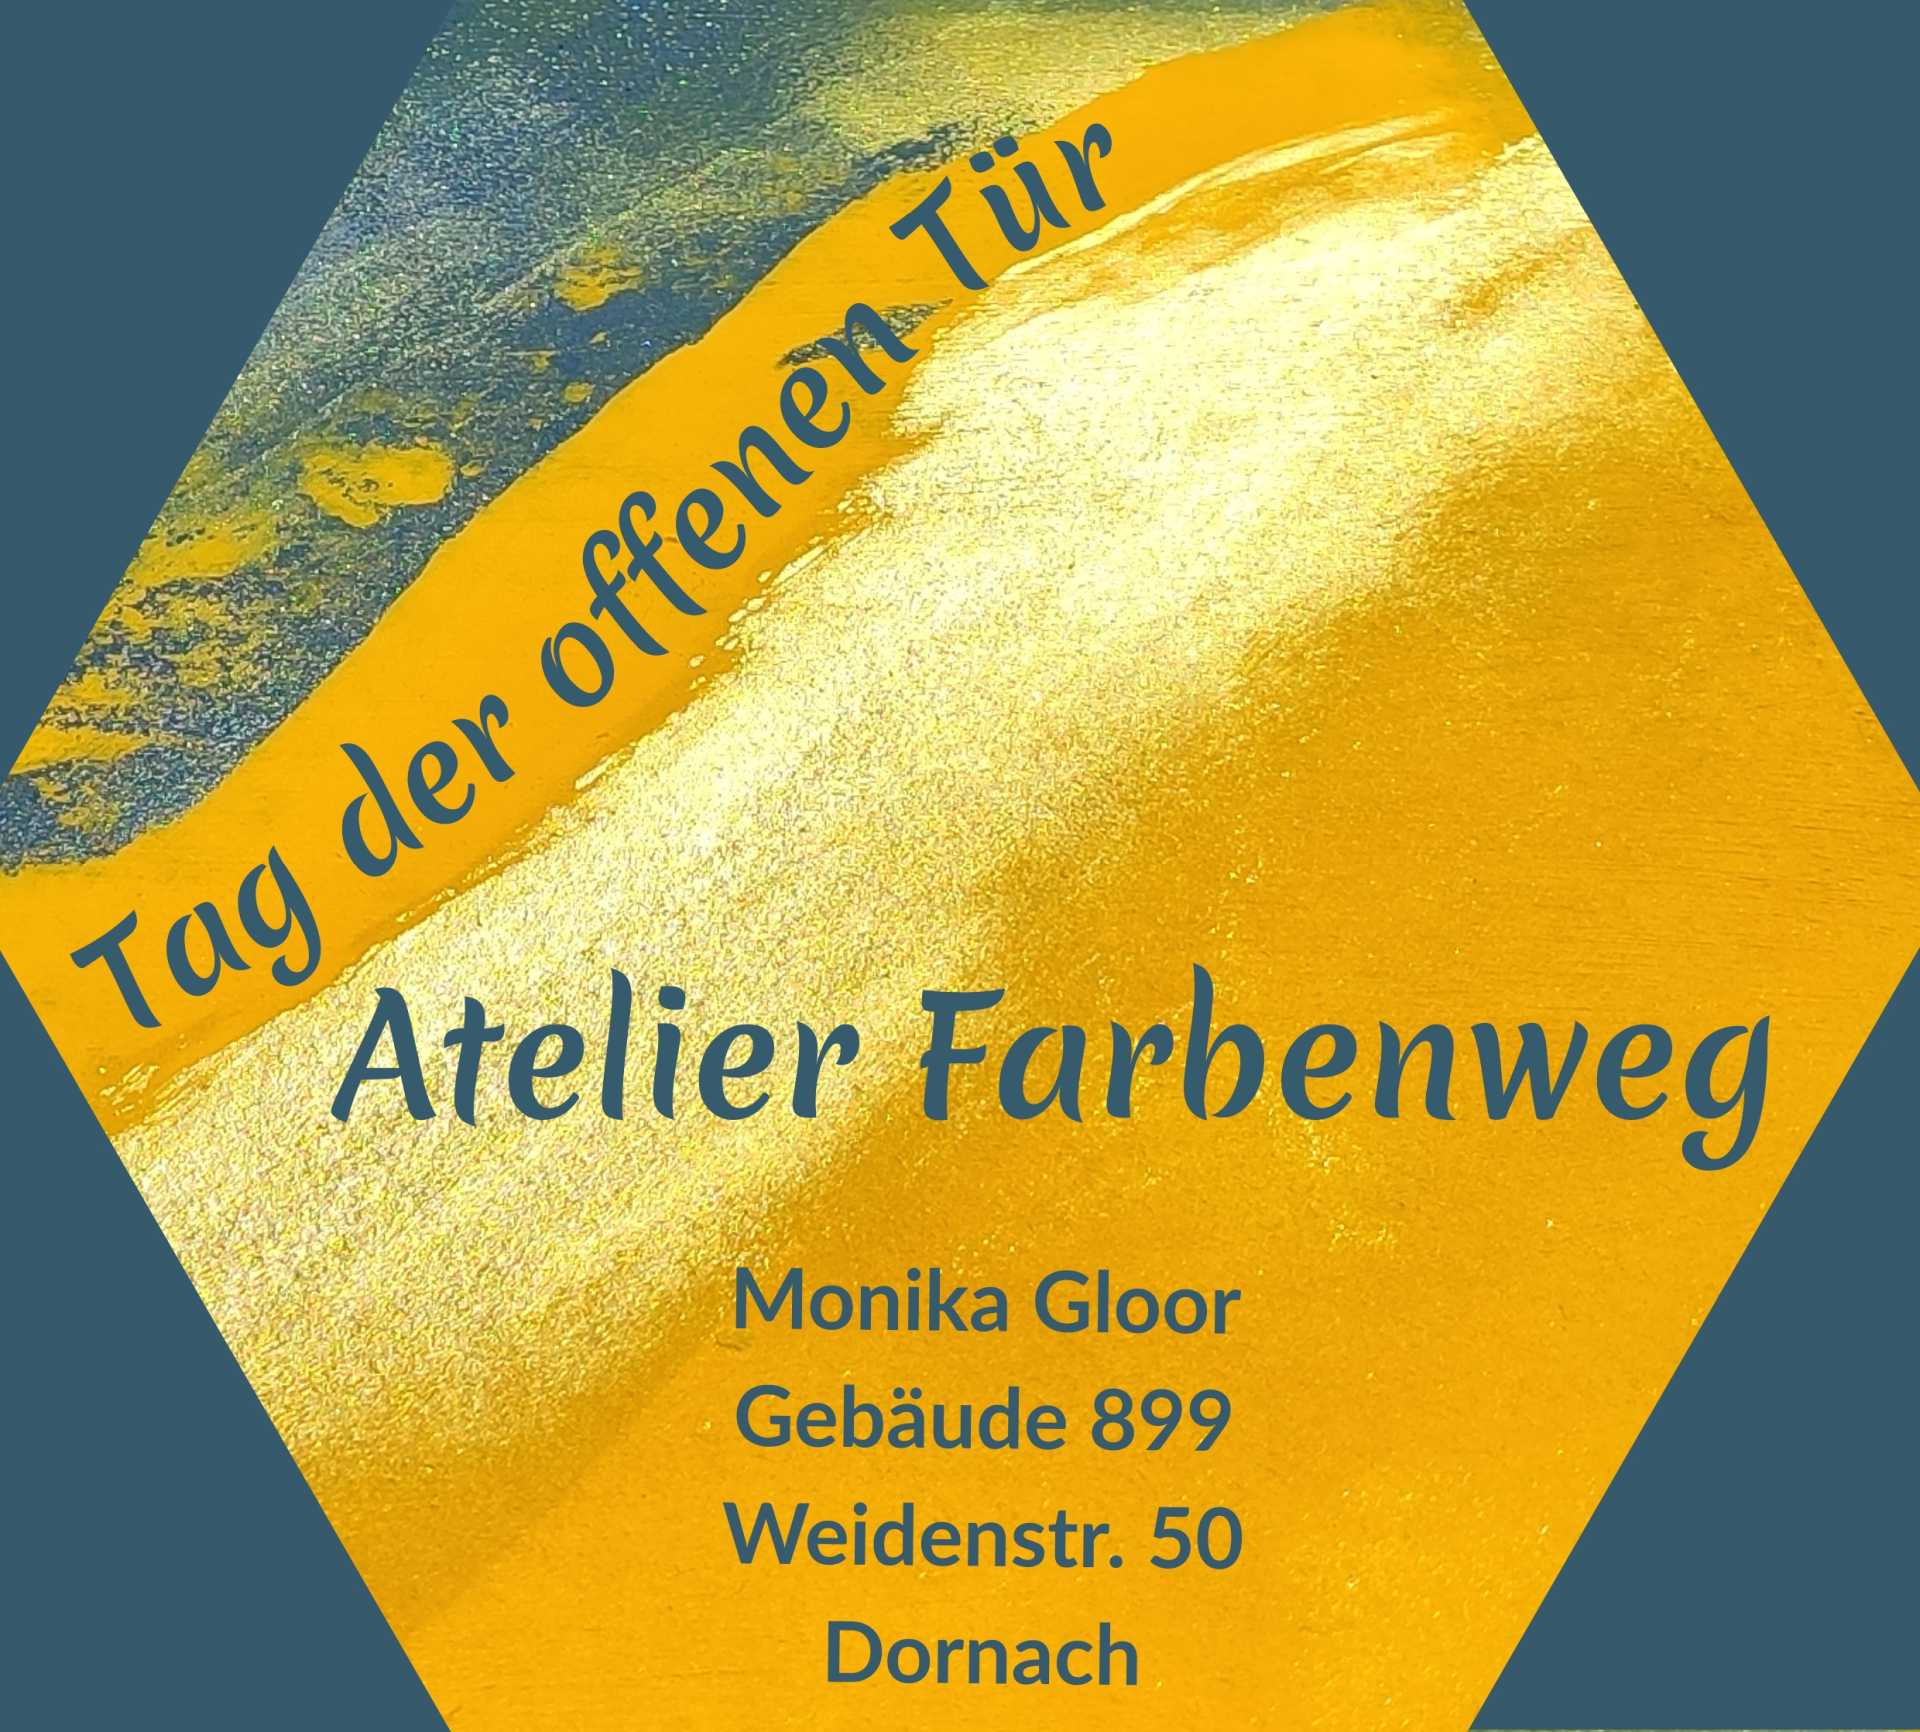 Tag der offenen Tür
Atelier Farbenweg
Monika Gloor
Gebäude 899
Weidenstr. 50
Dornach